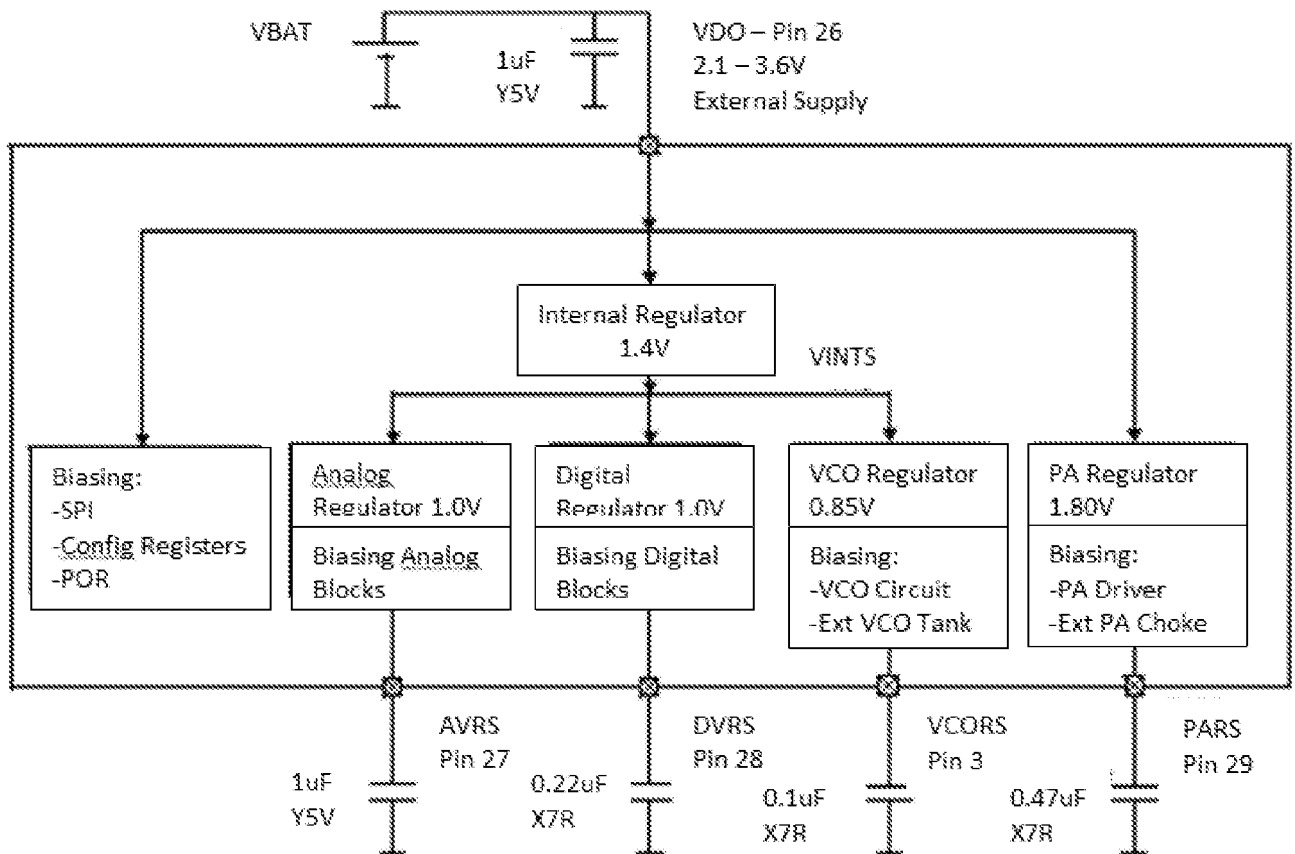 VBAT
1uF
Y5V
VDO – Pin 26
2.1 – 3.6V
External Supply
Internal Regulator
1.4V
VINTS
Biasing:
-SPI
-Config Registers
-POR
Analog
Regulator 1.0V
Biasing Analog
Blocks
Digital
Regulator 1.0V
Biasing Digital
Blocks
VCO Regulator
0.85V
Biasing:
-VCO Circuit
-Ext VCO Tank
PA Regulator
1.80V
Biasing:
-PA Driver
-Ext PA Choke
AVRS
Pin 27
1uF
Y5V
DVRS
Pin 28
0.22uF
X7R
VCORS
Pin 3
0.1uF
X7R
PARS
Pin 29
0.47uF
X7R